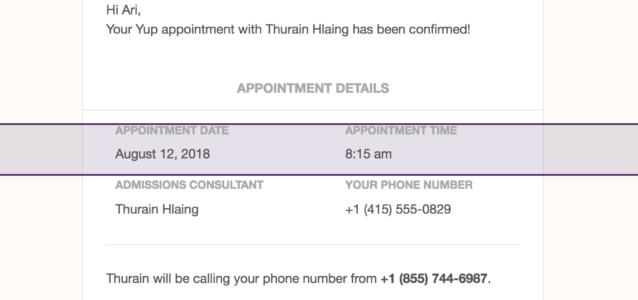 Hi Ari,
Your Yup appointment with Thurain Hlaing has been confirmed!
APPOINTMENT DETAILS
APPOINTMENT DATE APPOINTMENT TIME
August 12, 2018 8:15 am
ADMISSIONS CONSULTANT YOUR PHONE NUMBER
Thurain Hlaing +1 (415) 555-0829
Thurain will be calling your phone number from +1 (855) 744-6987.